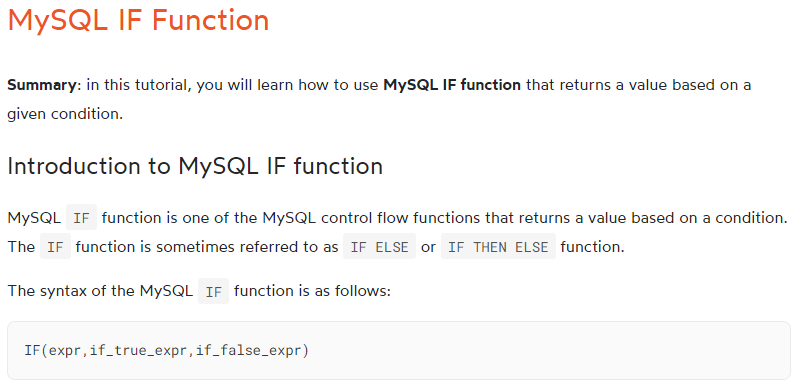 MySQL IF Function
Summary: in this tutorial, you will learn how to use MySQL IF function that returns a value based on a
given condition.
Introduction to MySQL IF function
MySQL IF function is one of the MySQL control flow functions that returns a value based on a condition.
The IF function is sometimes referred to as IF ELSE or IF THEN ELSE function.
The syntax of the MySQL IF function is as follows:
IF(expr,if_true_expr,if_false_expr)